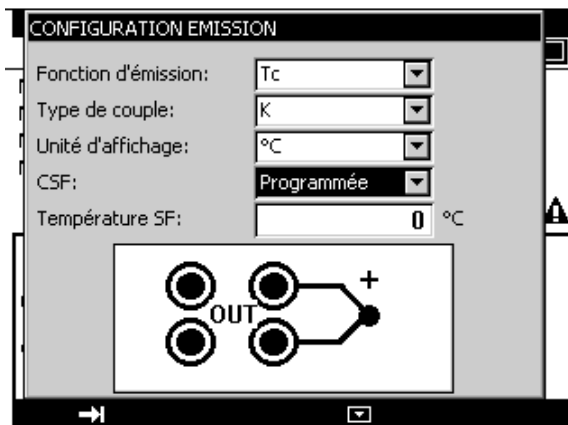 CONFIGURATION EMISSION
Fonction d'émission: Tc
Type de couple: K
Unité d'affichage: °C
CSF: Programmée
Température SF: 0 °C
+
OUT